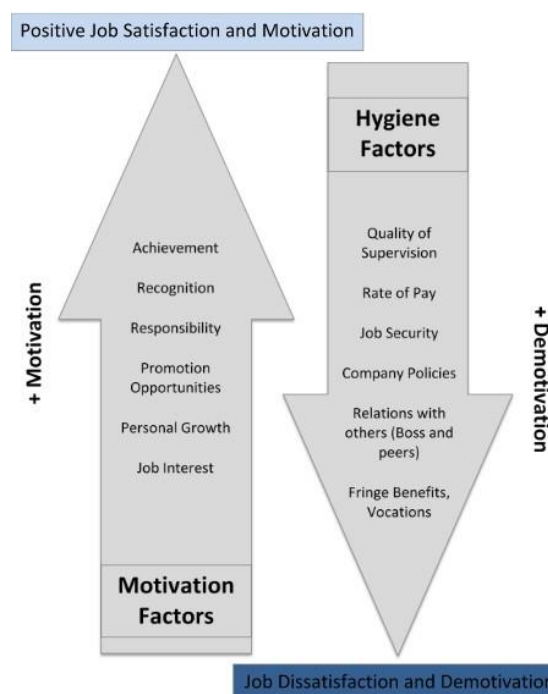 Positive Job Satisfaction and Motivation
Hygiene
Factors
Achievement
Recognition
Responsibility
Promotion
Opportunities
Personal Growth
Job Interest
Quality of
Supervision
Rate of Pay
Job Security
Company Policies
Relations with
others (Boss and
peers)
Fringe Benefits,
Vocations
+ Motivation
+ Demotivation
Motivation
Factors
Job Dissatisfaction and Demotivation